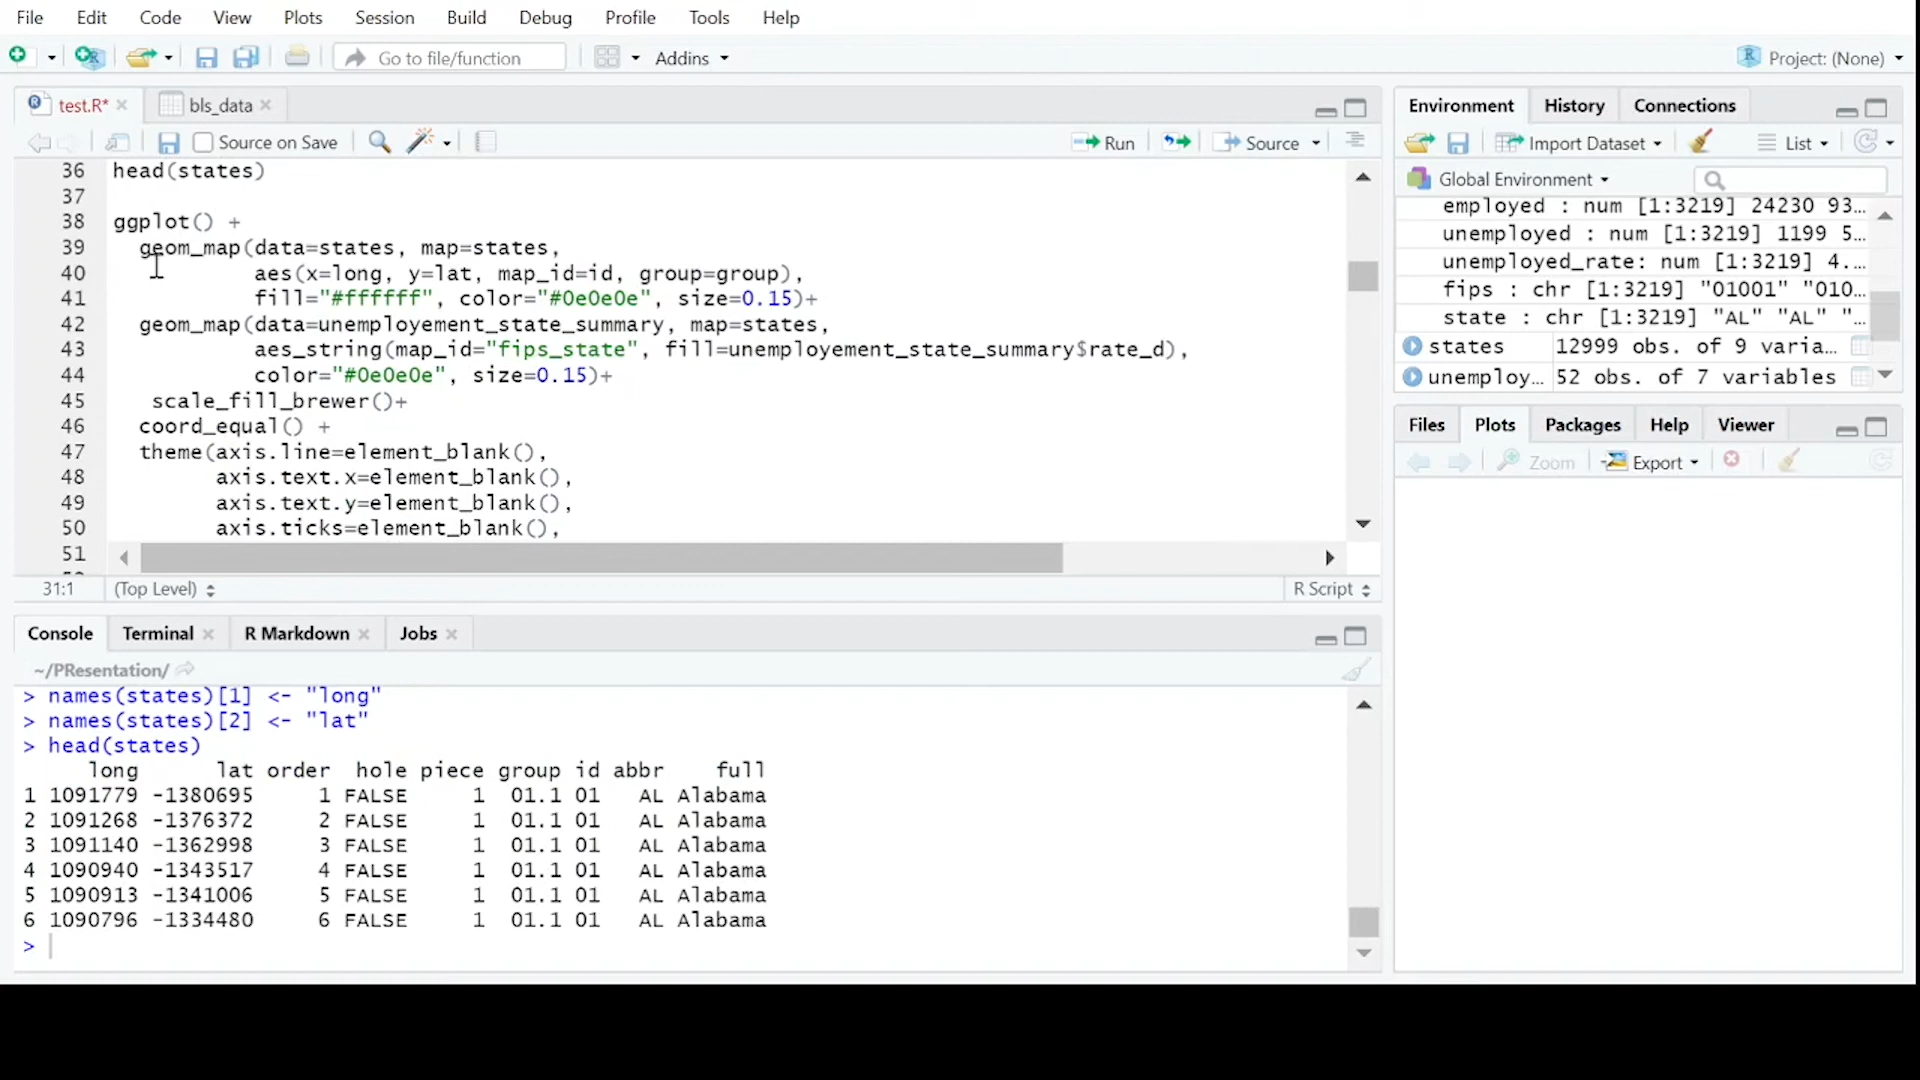 File Edit Code View Plots Session Build Debug Profile Tools Help
Go to file/function Addins Project: (None)
test.R* bls_data
Source on Save Run Source
36 head(states)
37
38 ggplot() +
39 geom_map(data=states, map=states,
40 aes(x=long, y=lat, map_id=id, group=group),
41 fill="#ffffff", color="#0e0e0e", size=0.15)+
42 geom_map(data=unemployement_state_summary, map=states,
43 aes_string(map_id="fips_state", fill=unemployement_state_summary$rate_d),
44 color="#0e0e0e", size=0.15)+
45 scale_fill_brewer()+
46 coord_equal() +
47 theme(axis.line=element_blank(),
48 axis.text.x=element_blank(),
49 axis.text.y=element_blank(),
50 axis.ticks=element_blank(),
51
31:1 (Top Level) R Script
Console Terminal R Markdown Jobs
~/PResentation/
> names(states)[1] <- "long"
> names(states)[2] <- "lat"
> head(states)
long lat order hole piece group id abbr full
1 1091779 -1380695 1 FALSE 1 01.1 01 AL Alabama
2 1091268 -1376372 2 FALSE 1 01.1 01 AL Alabama
3 1091140 -1362998 3 FALSE 1 01.1 01 AL Alabama
4 1090940 -1343517 4 FALSE 1 01.1 01 AL Alabama
5 1090913 -1341006 5 FALSE 1 01.1 01 AL Alabama
6 1090796 -1334480 6 FALSE 1 01.1 01 AL Alabama
>
Environment History Connections
Import Dataset List
Global Environment
employed : num [1:3219] 24230 93…
unemployed : num [1:3219] 1199 5…
unemployed_rate: num [1:3219] 4.…
fips : chr [1:3219] "01001" "010…
state : chr [1:3219] "AL" "AL" "…
states 12999 obs. of 9 varia…
unemploy… 52 obs. of 7 variables
Files Plots Packages Help Viewer
Zoom Export